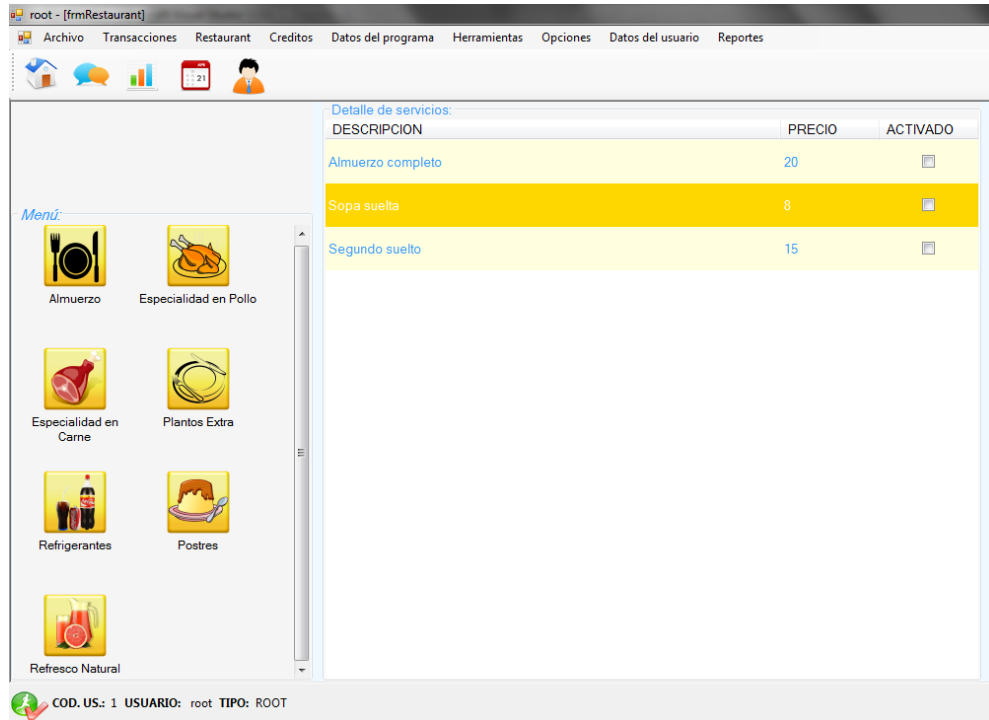 root - [frmRestaurant]
Archivo Transacciones Restaurant Creditos Datos del programa Herramientas Opciones Datos del usuario Reportes
21
Detalle de servicios:
DESCRIPCION PRECIO ACTIVADO
Almuerzo completo 20
Sopa suelta 8
Segundo suelto 15
Menú:
Almuerzo Especialidad en Pollo
Especialidad en Plantos Extra
Carne
Refrigerantes Postres
Refresco Natural
COD. US.: 1 USUARIO: root TIPO: ROOT